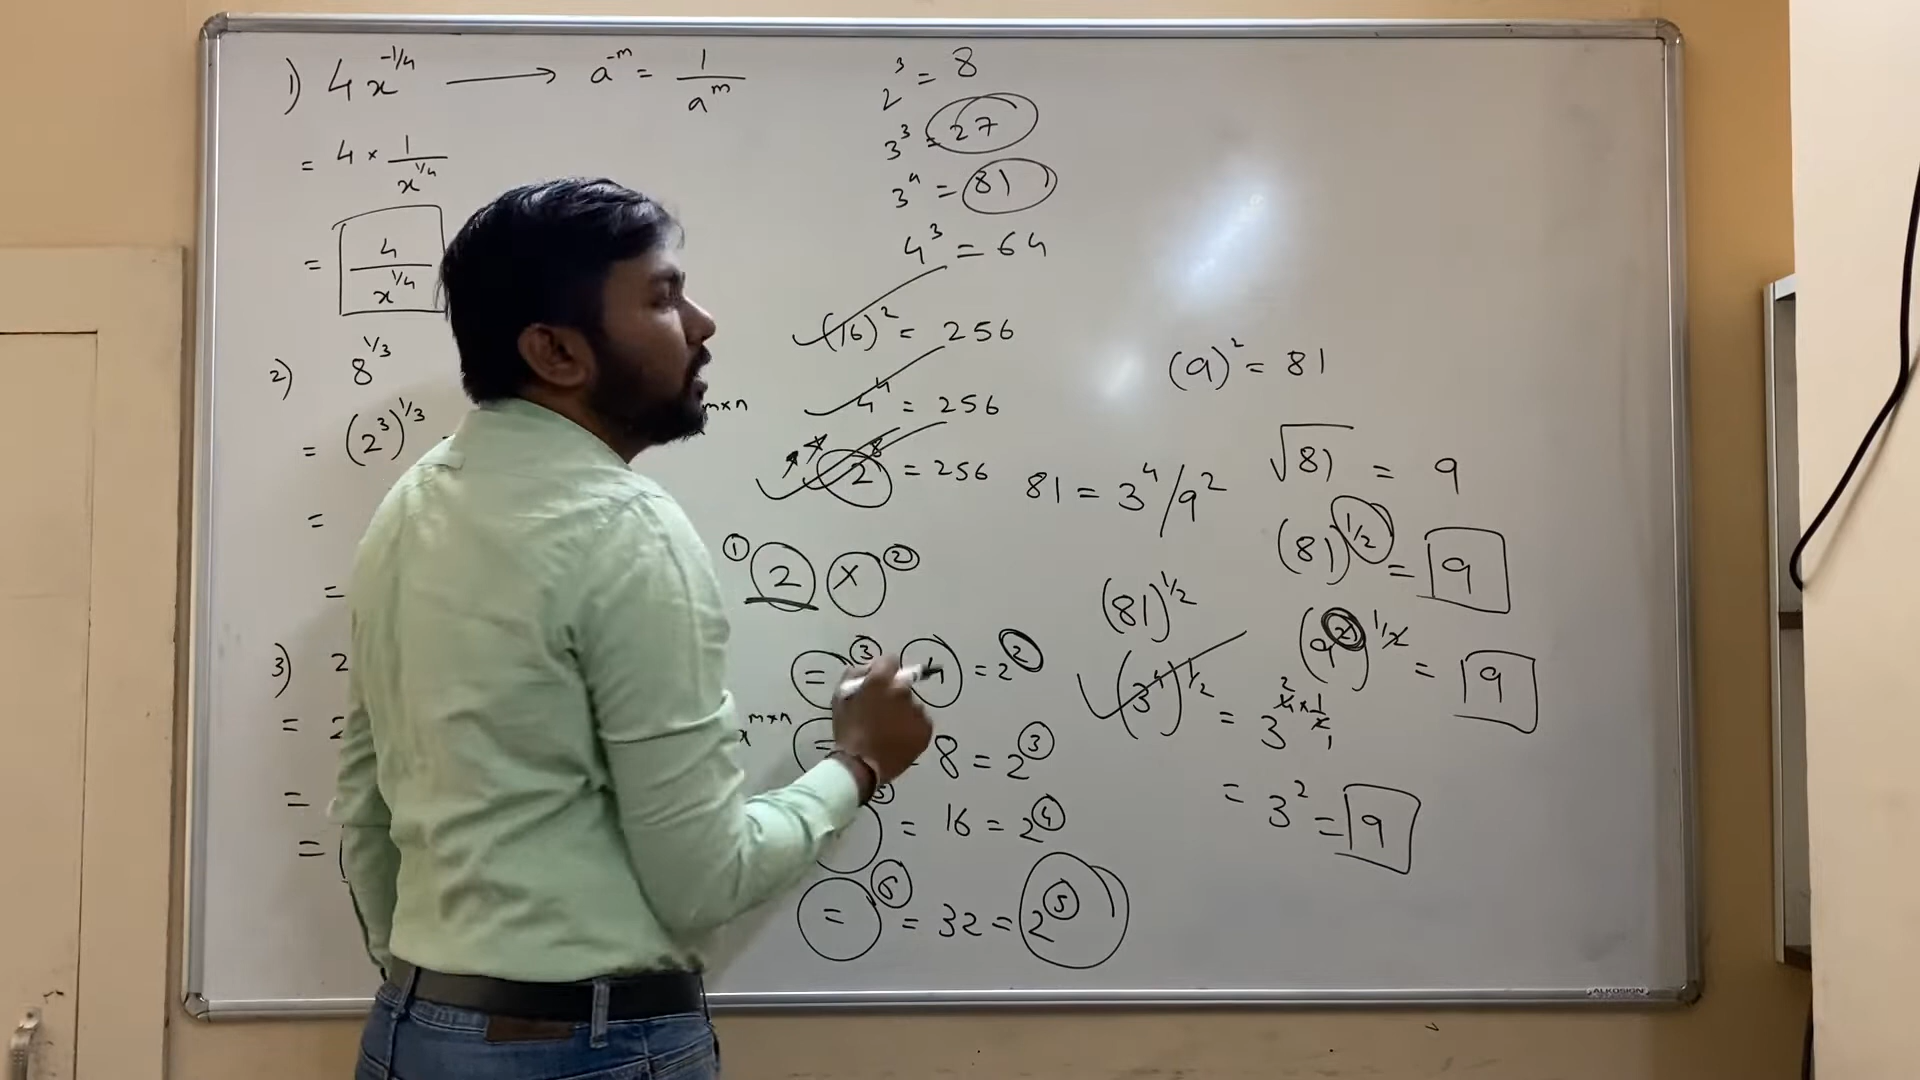 1) 4x^-1/4 ⟶ a^-m = 1/a^m
= 4 × 1/x^1/4
= 4/x^1/4
2) 8^1/3
= (2^3)^1/3
=
=
3) 2
= 2
=
=
m×n
m×n
2^3 = 8
3^3 = 27
3^4 = 81
4^3 = 64
(16)^2 = 256
4^4 = 256
2^8 = 256
① 2 × ②
= ③ 4 = 2^2
= 8 = 2^3
= 16 = 2^4
= = 32 = 2^5
(9)^2 = 81
81 = 3^4/9^2
√81 = 9
(81)^1/2 = 9
(9^2)^1/2 = 9
(81)^1/2
(3^4)^1/2 = 3^4×1/2
= 3^2 = 9
ALKOSIGN